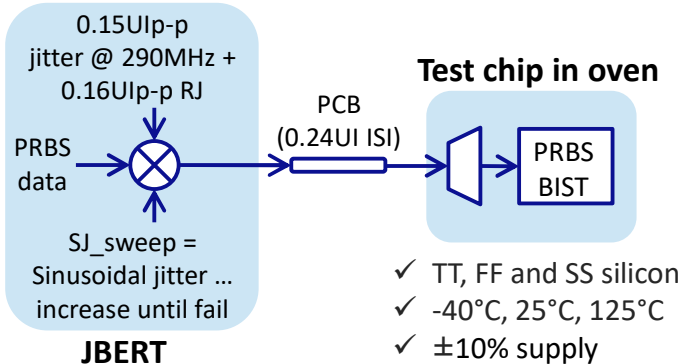 0.15UIp-p
jitter @ 290MHz +
0.16UIp-p RJ
PRBS
data
SJ_sweep =
Sinusoidal jitter ...
increase until fail
JBERT
PCB
(0.24UI ISI)
Test chip in oven
PRBS
BIST
✓ TT, FF and SS silicon
✓ -40°C, 25°C, 125°C
✓ ±10% supply